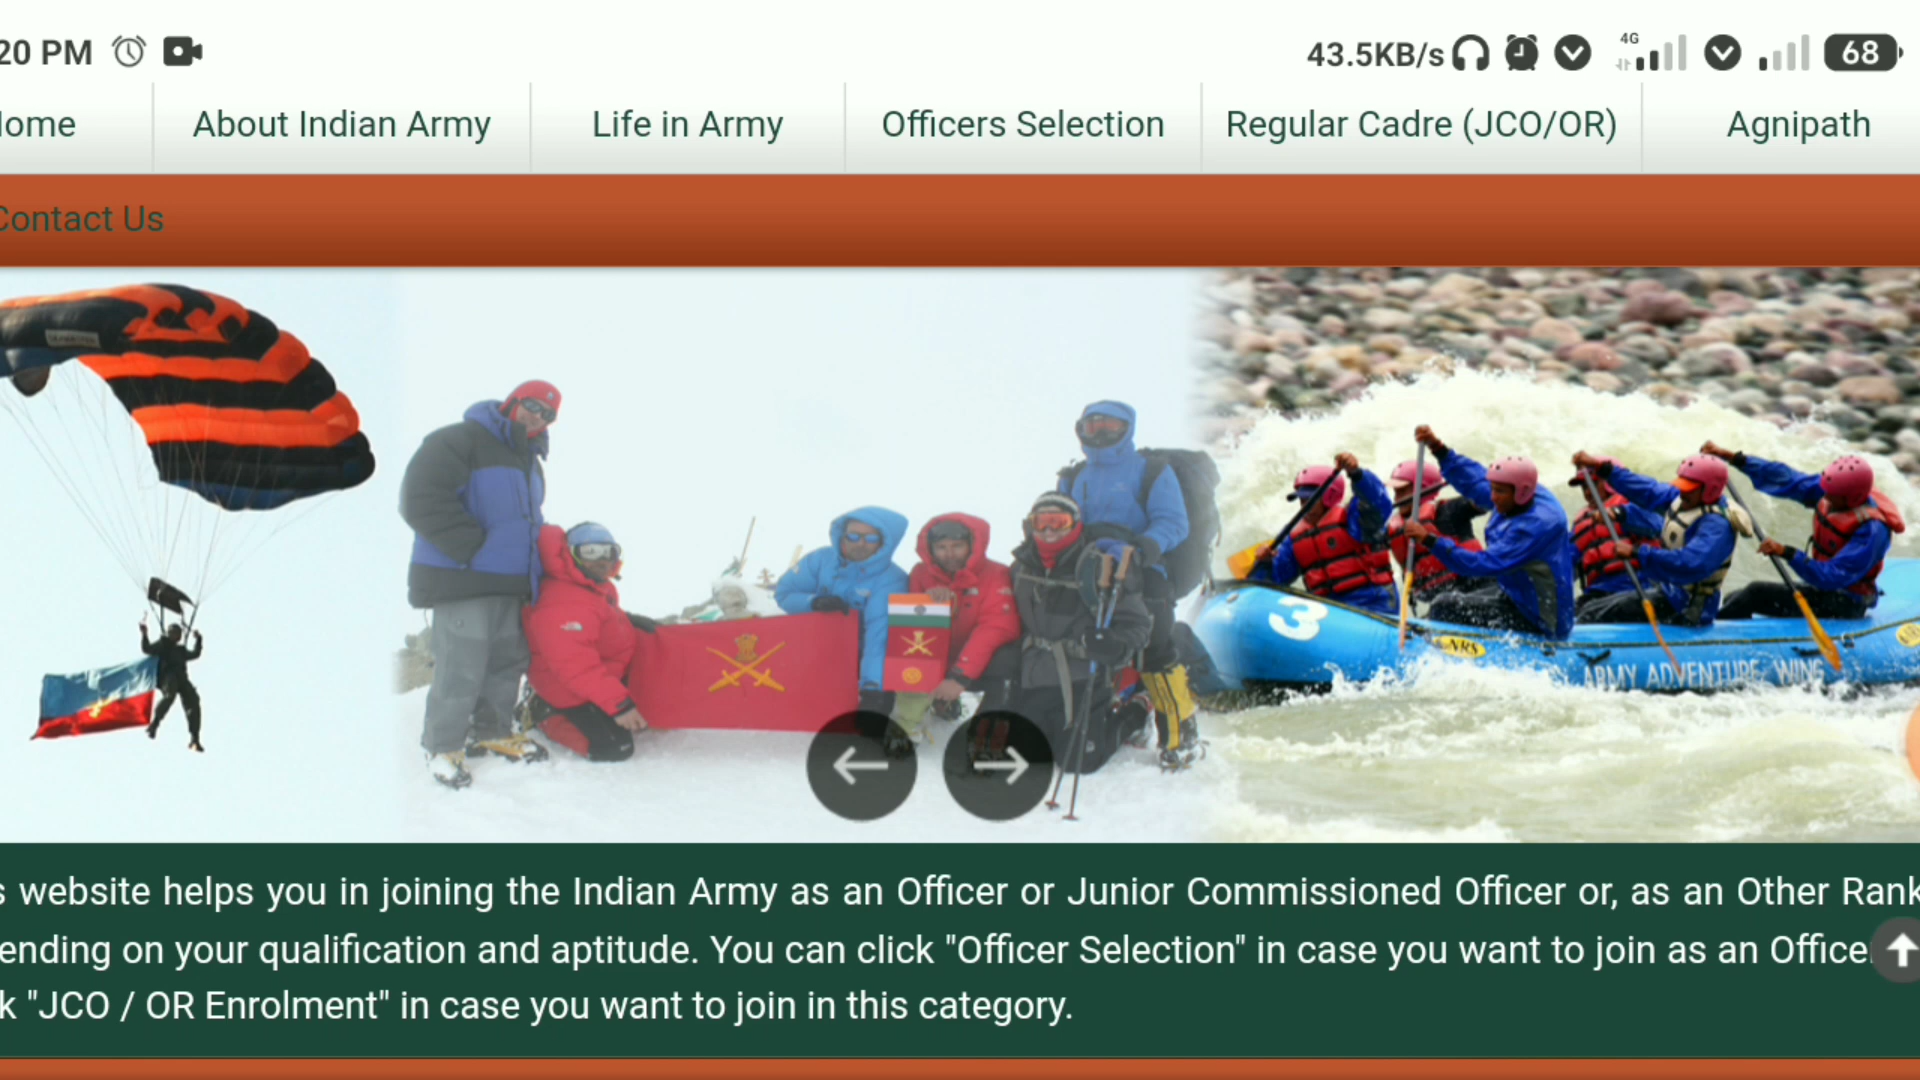 20 PM
43.5KB/s 4G 68
ome
About Indian Army
Life in Army
Officers Selection
Regular Cadre (JCO/OR)
Agnipath
Contact Us
3
NRS
ARMY ADVENTURE WING
s website helps you in joining the Indian Army as an Officer or Junior Commissioned Officer or, as an Other Rank
ending on your qualification and aptitude. You can click "Officer Selection" in case you want to join as an Officer
k "JCO / OR Enrolment" in case you want to join in this category.